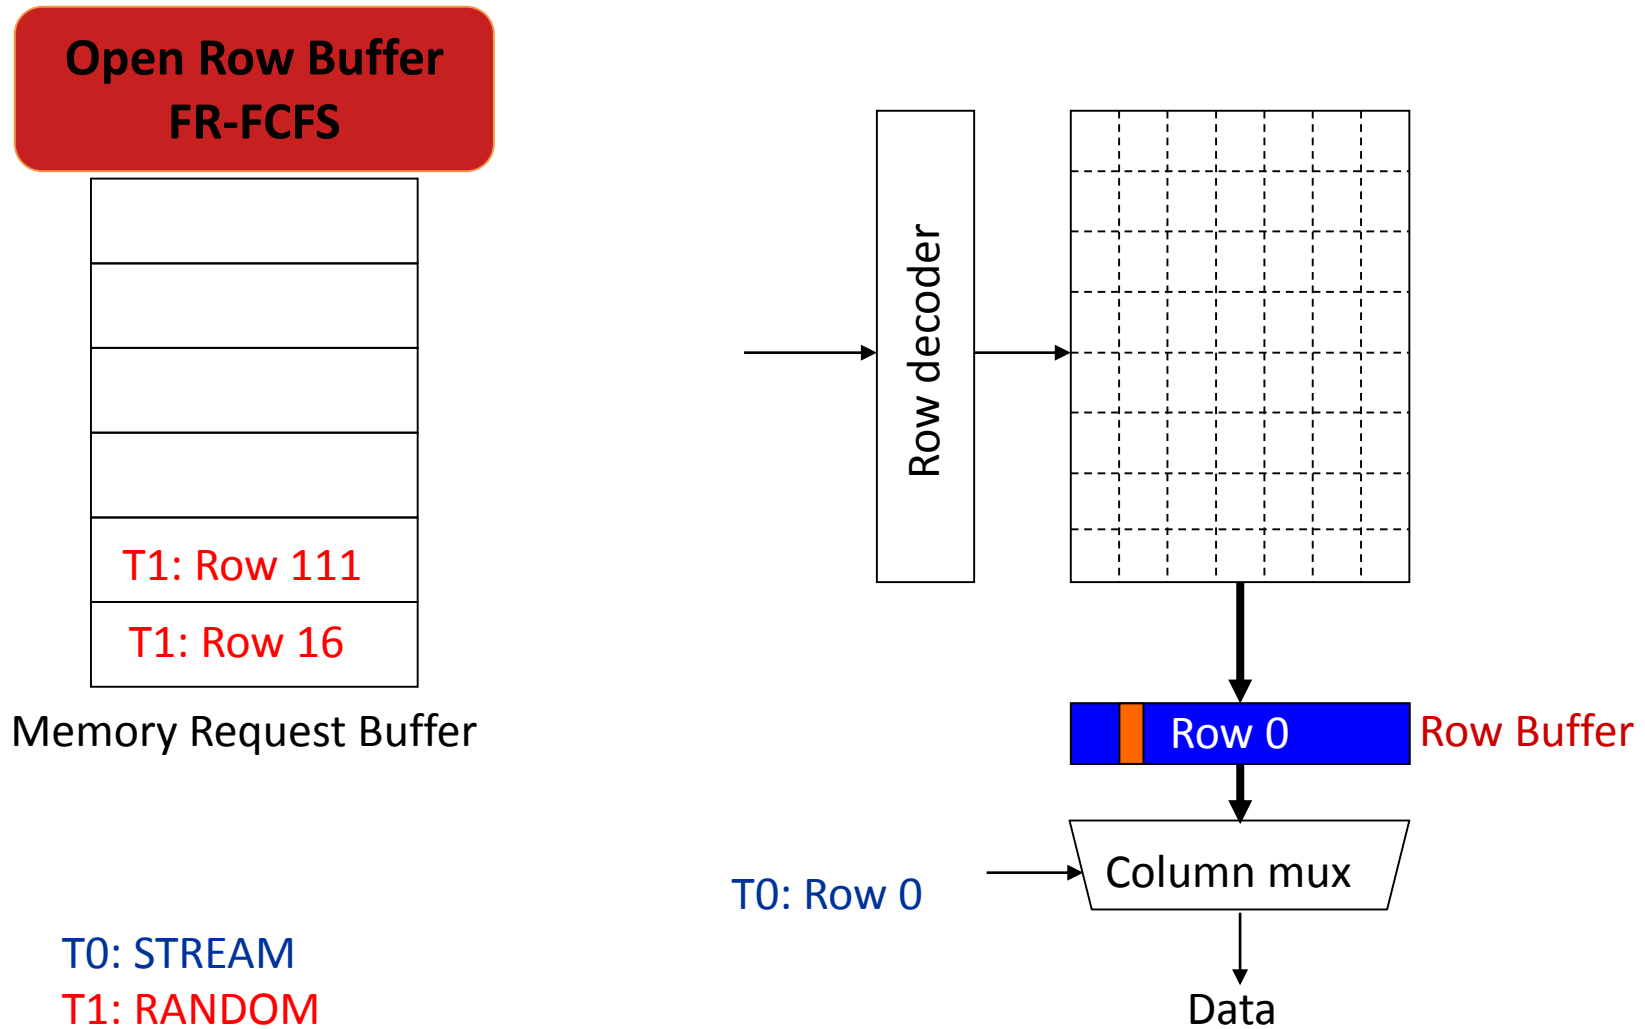 Open Row Buffer
FR-FCFS
Row decoder
T1: Row 111
T1: Row 16
Memory Request Buffer
Row 0
Row Buffer
Column mux
T0: Row 0
T0: STREAM
T1: RANDOM
Data